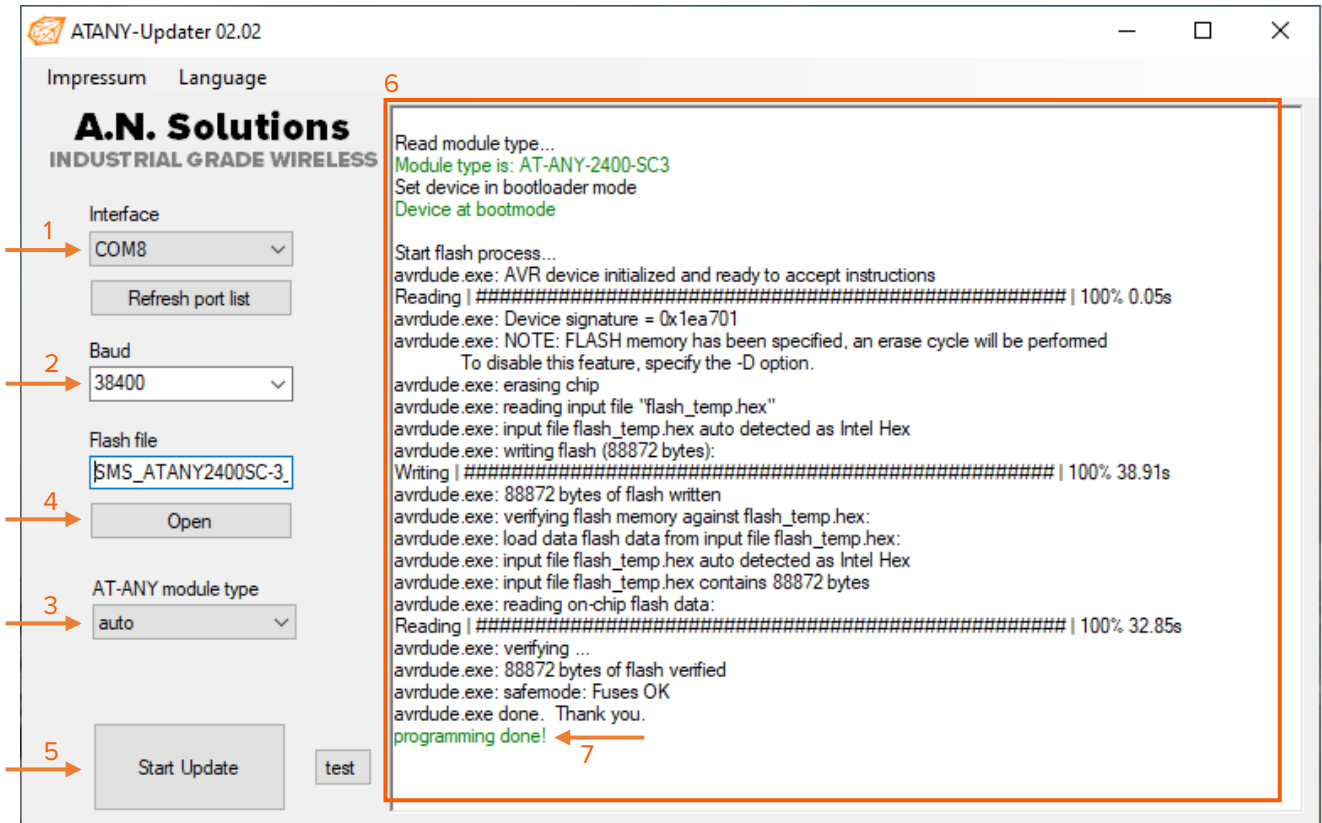 ATANY-Updater 02.02
Impressum Language
6
A.N. Solutions
INDUSTRIAL GRADE WIRELESS
Interface
1
COM8
Refresh port list
Baud
2
38400
Flash file
SMS_ATANY2400SC-3_
4
Open
AT-ANY module type
3
auto
5
Start Update
test
Read module type...
Module type is: AT-ANY-2400-SC3
Set device in bootloader mode
Device at bootmode
Start flash process...
avrdude.exe: AVR device initialized and ready to accept instructions
Reading | ################################################## | 100% 0.05s
avrdude.exe: Device signature = 0x1ea701
avrdude.exe: NOTE: FLASH memory has been specified, an erase cycle will be performed
To disable this feature, specify the -D option.
avrdude.exe: erasing chip
avrdude.exe: reading input file "flash_temp.hex"
avrdude.exe: input file flash_temp.hex auto detected as Intel Hex
avrdude.exe: writing flash (88872 bytes):
Writing | ################################################## | 100% 38.91s
avrdude.exe: 88872 bytes of flash written
avrdude.exe: verifying flash memory against flash_temp.hex:
avrdude.exe: load data flash data from input file flash_temp.hex:
avrdude.exe: input file flash_temp.hex auto detected as Intel Hex
avrdude.exe: input file flash_temp.hex contains 88872 bytes
avrdude.exe: reading on-chip flash data:
Reading | ################################################## | 100% 32.85s
avrdude.exe: verifying ...
avrdude.exe: 88872 bytes of flash verified
avrdude.exe: safemode: Fuses OK
avrdude.exe done. Thank you.
programming done!
7